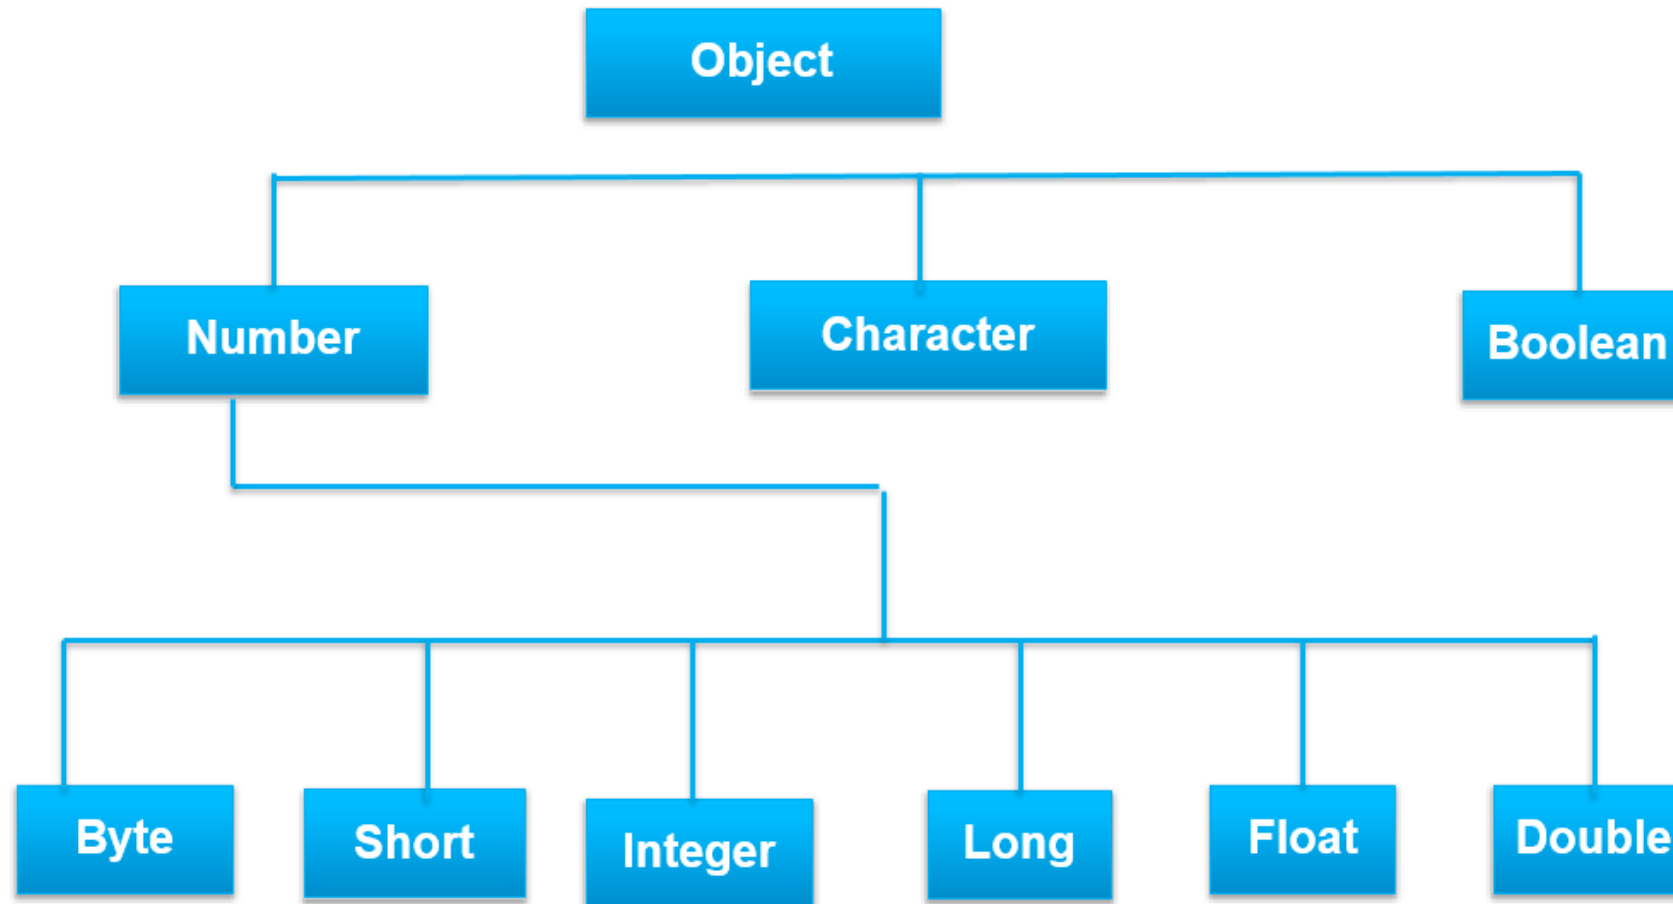 Object
Number
Character
Boolean
Byte
Short
Integer
Long
Float
Double